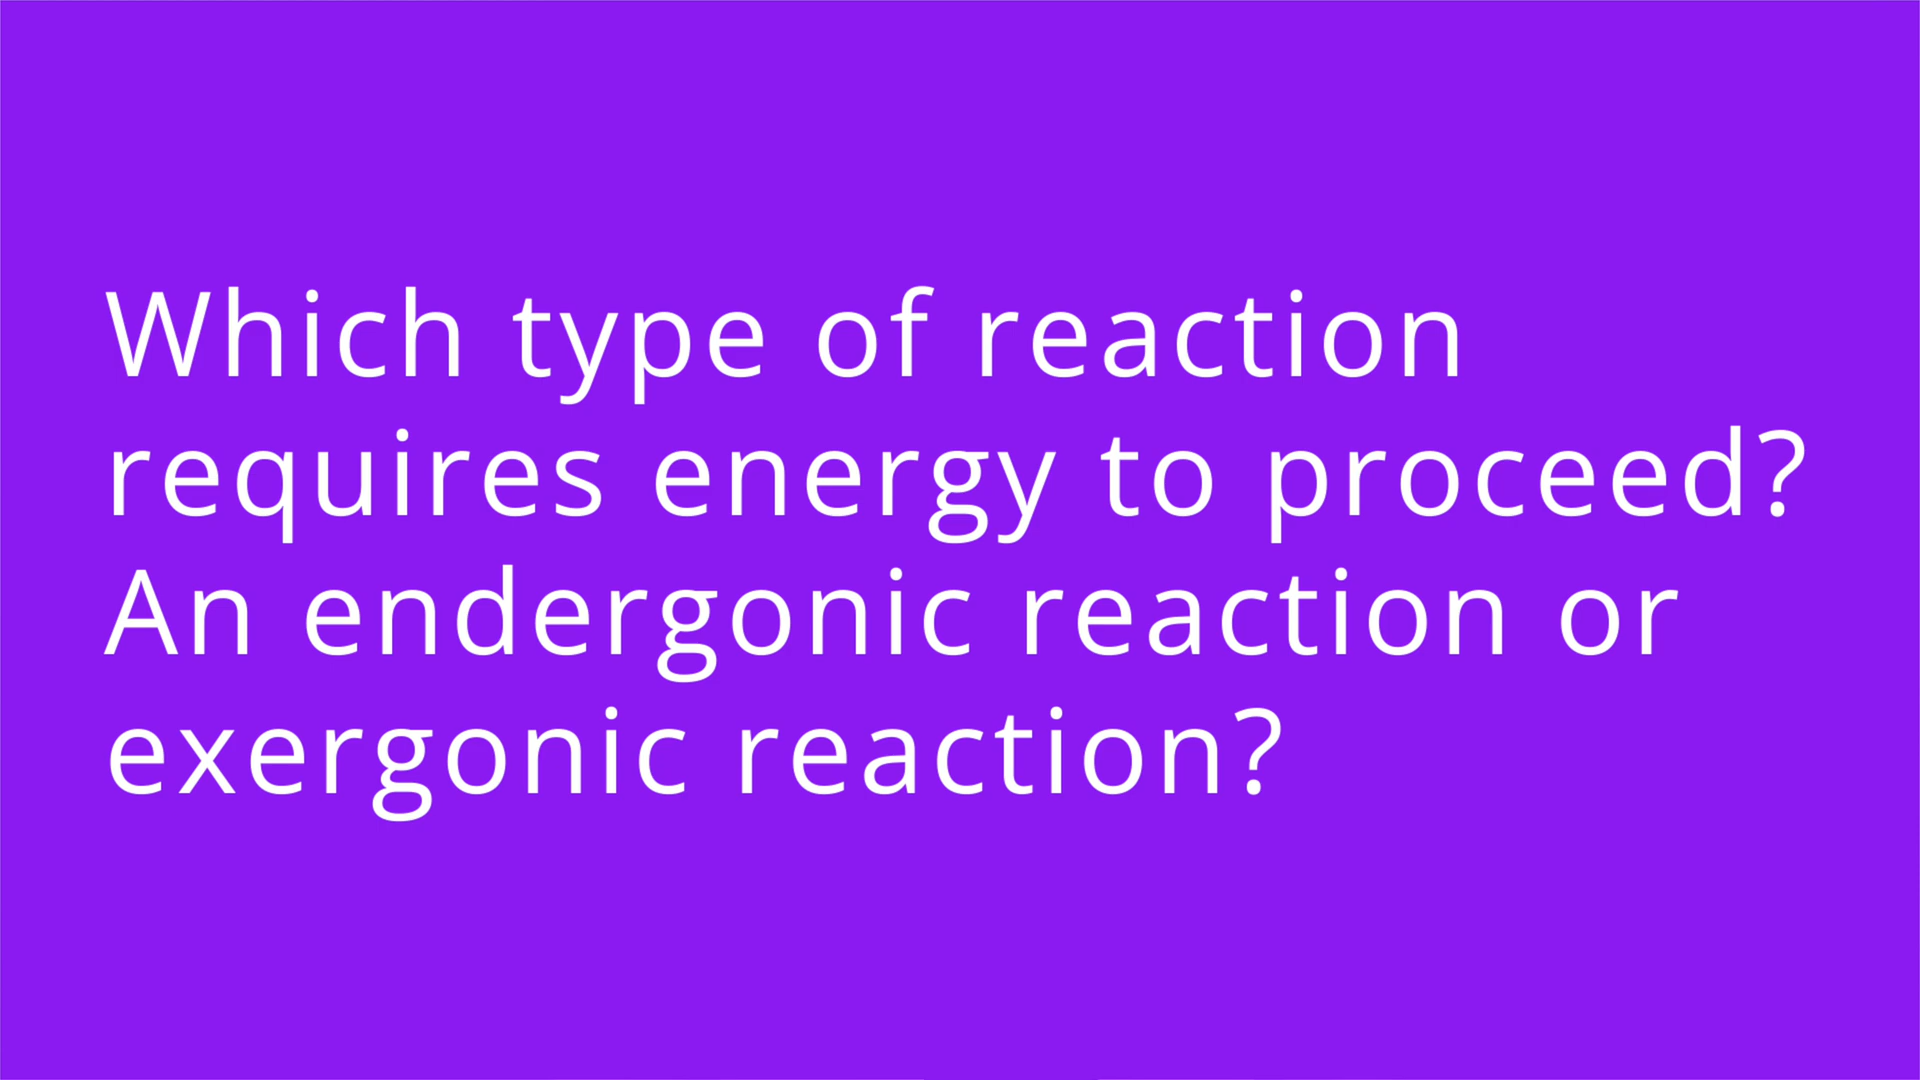 Which type of reaction
requires energy to proceed?
An endergonic reaction or
exergonic reaction?